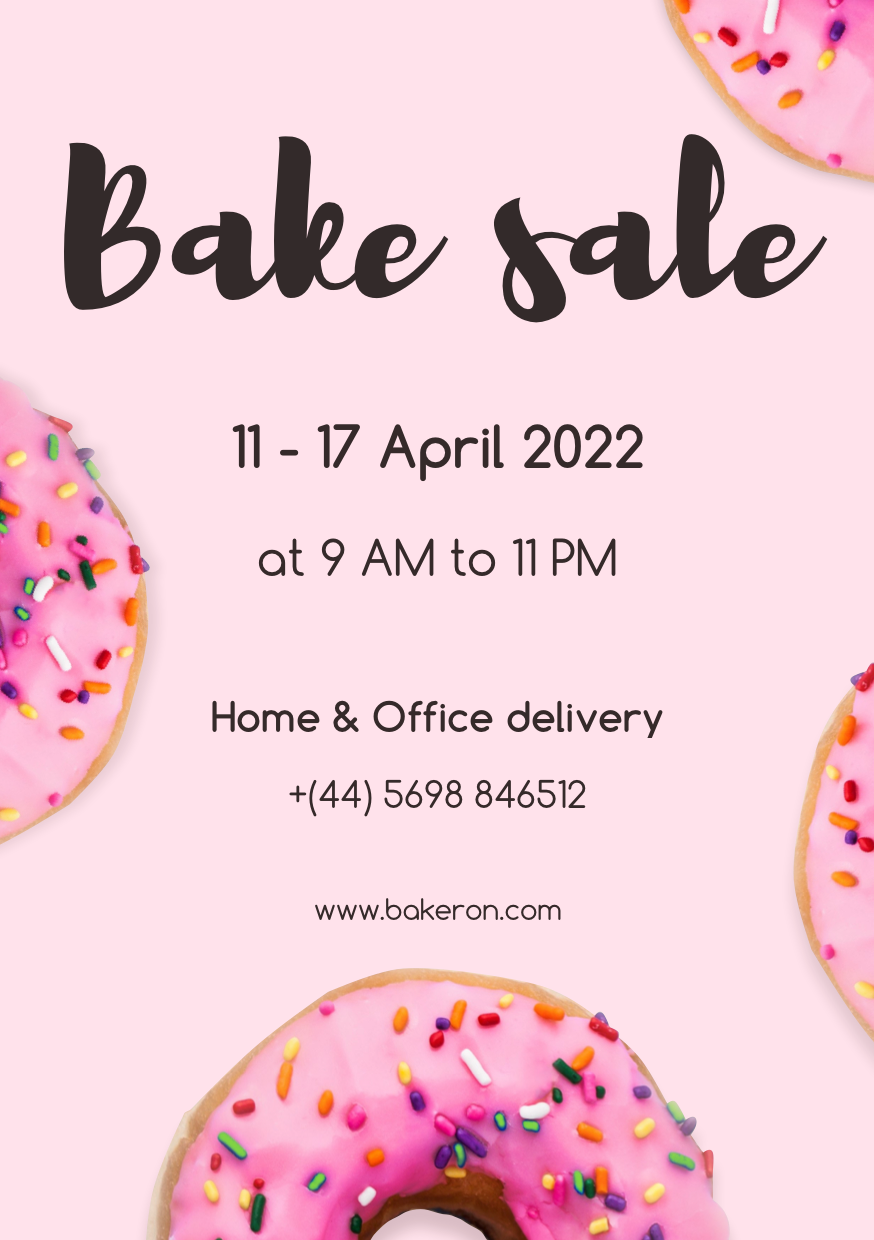 Bake sale
11 - 17 April 2022
at 9 AM to 11 PM
Home & Office delivery
+(44) 5698 846512
www.bakeron.com